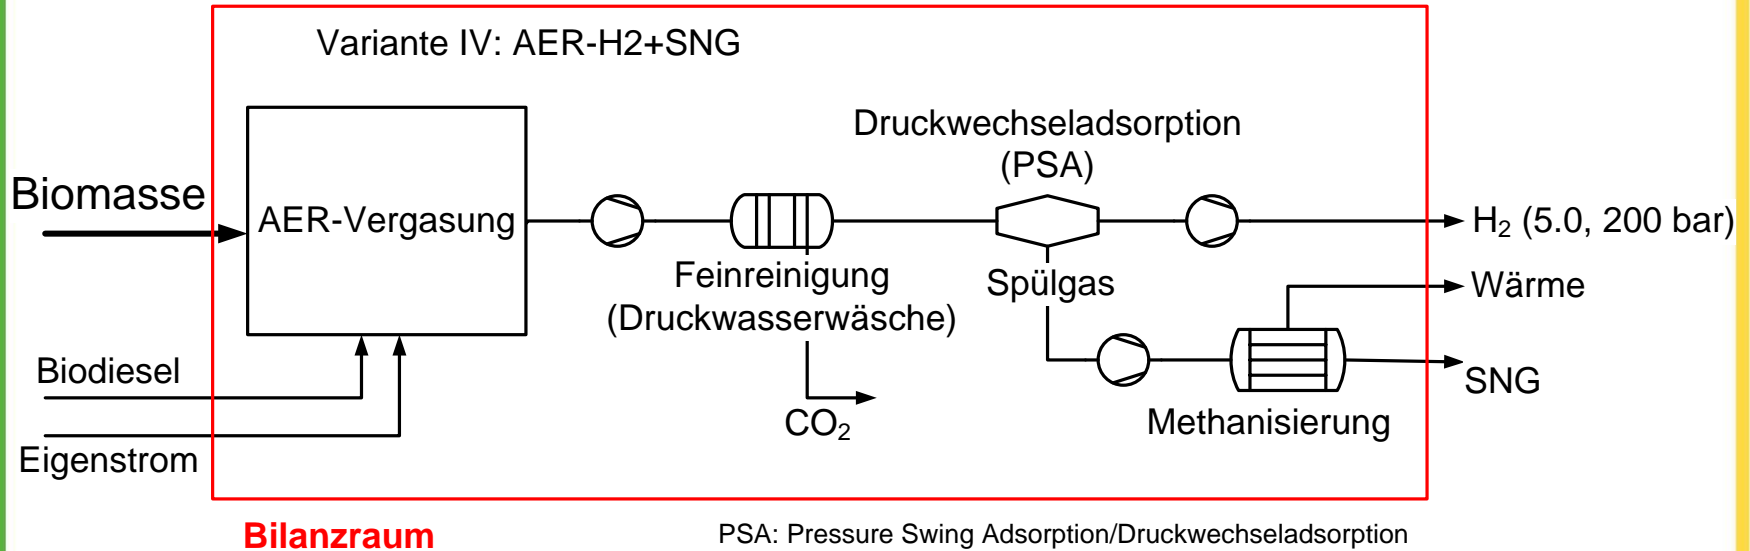 Variante IV: AER-H2+SNG
Druckwechseladsorption
(PSA)
Biomasse
AER-Vergasung
H₂ (5.0, 200 bar)
Feinreinigung
(Druckwasserwäsche)
Spülgas
Wärme
Biodiesel
SNG
CO₂
Methanisierung
Eigenstrom
Bilanzraum
PSA: Pressure Swing Adsorption/Druckwechseladsorption